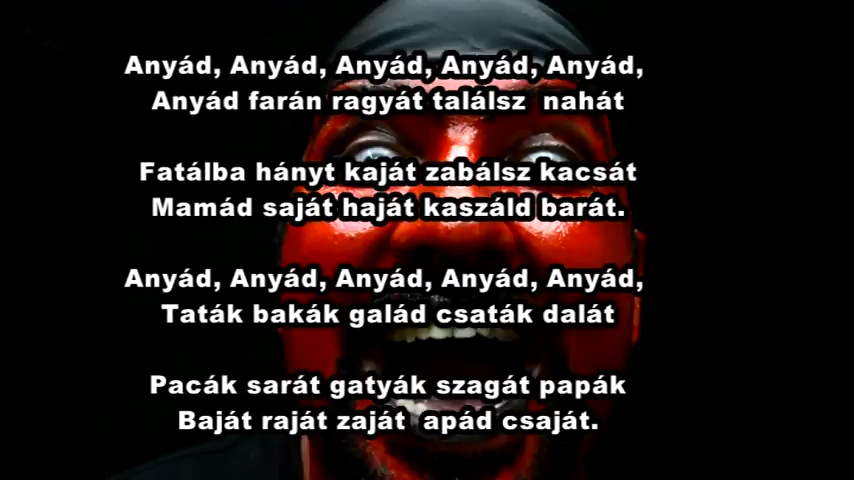 Anyád, Anyád, Anyád, Anyád, Anyád,
Anyád farán ragyát találsz nahát
Fatálba hányt kaját zabálsz kacsát
Mamád saját haját kaszáld barát.
Anyád, Anyád, Anyád, Anyád, Anyád,
Taták bakák galád csaták dalát
Pacák sarát gatyák szagát papák
Baját raját zaját apád csaját.